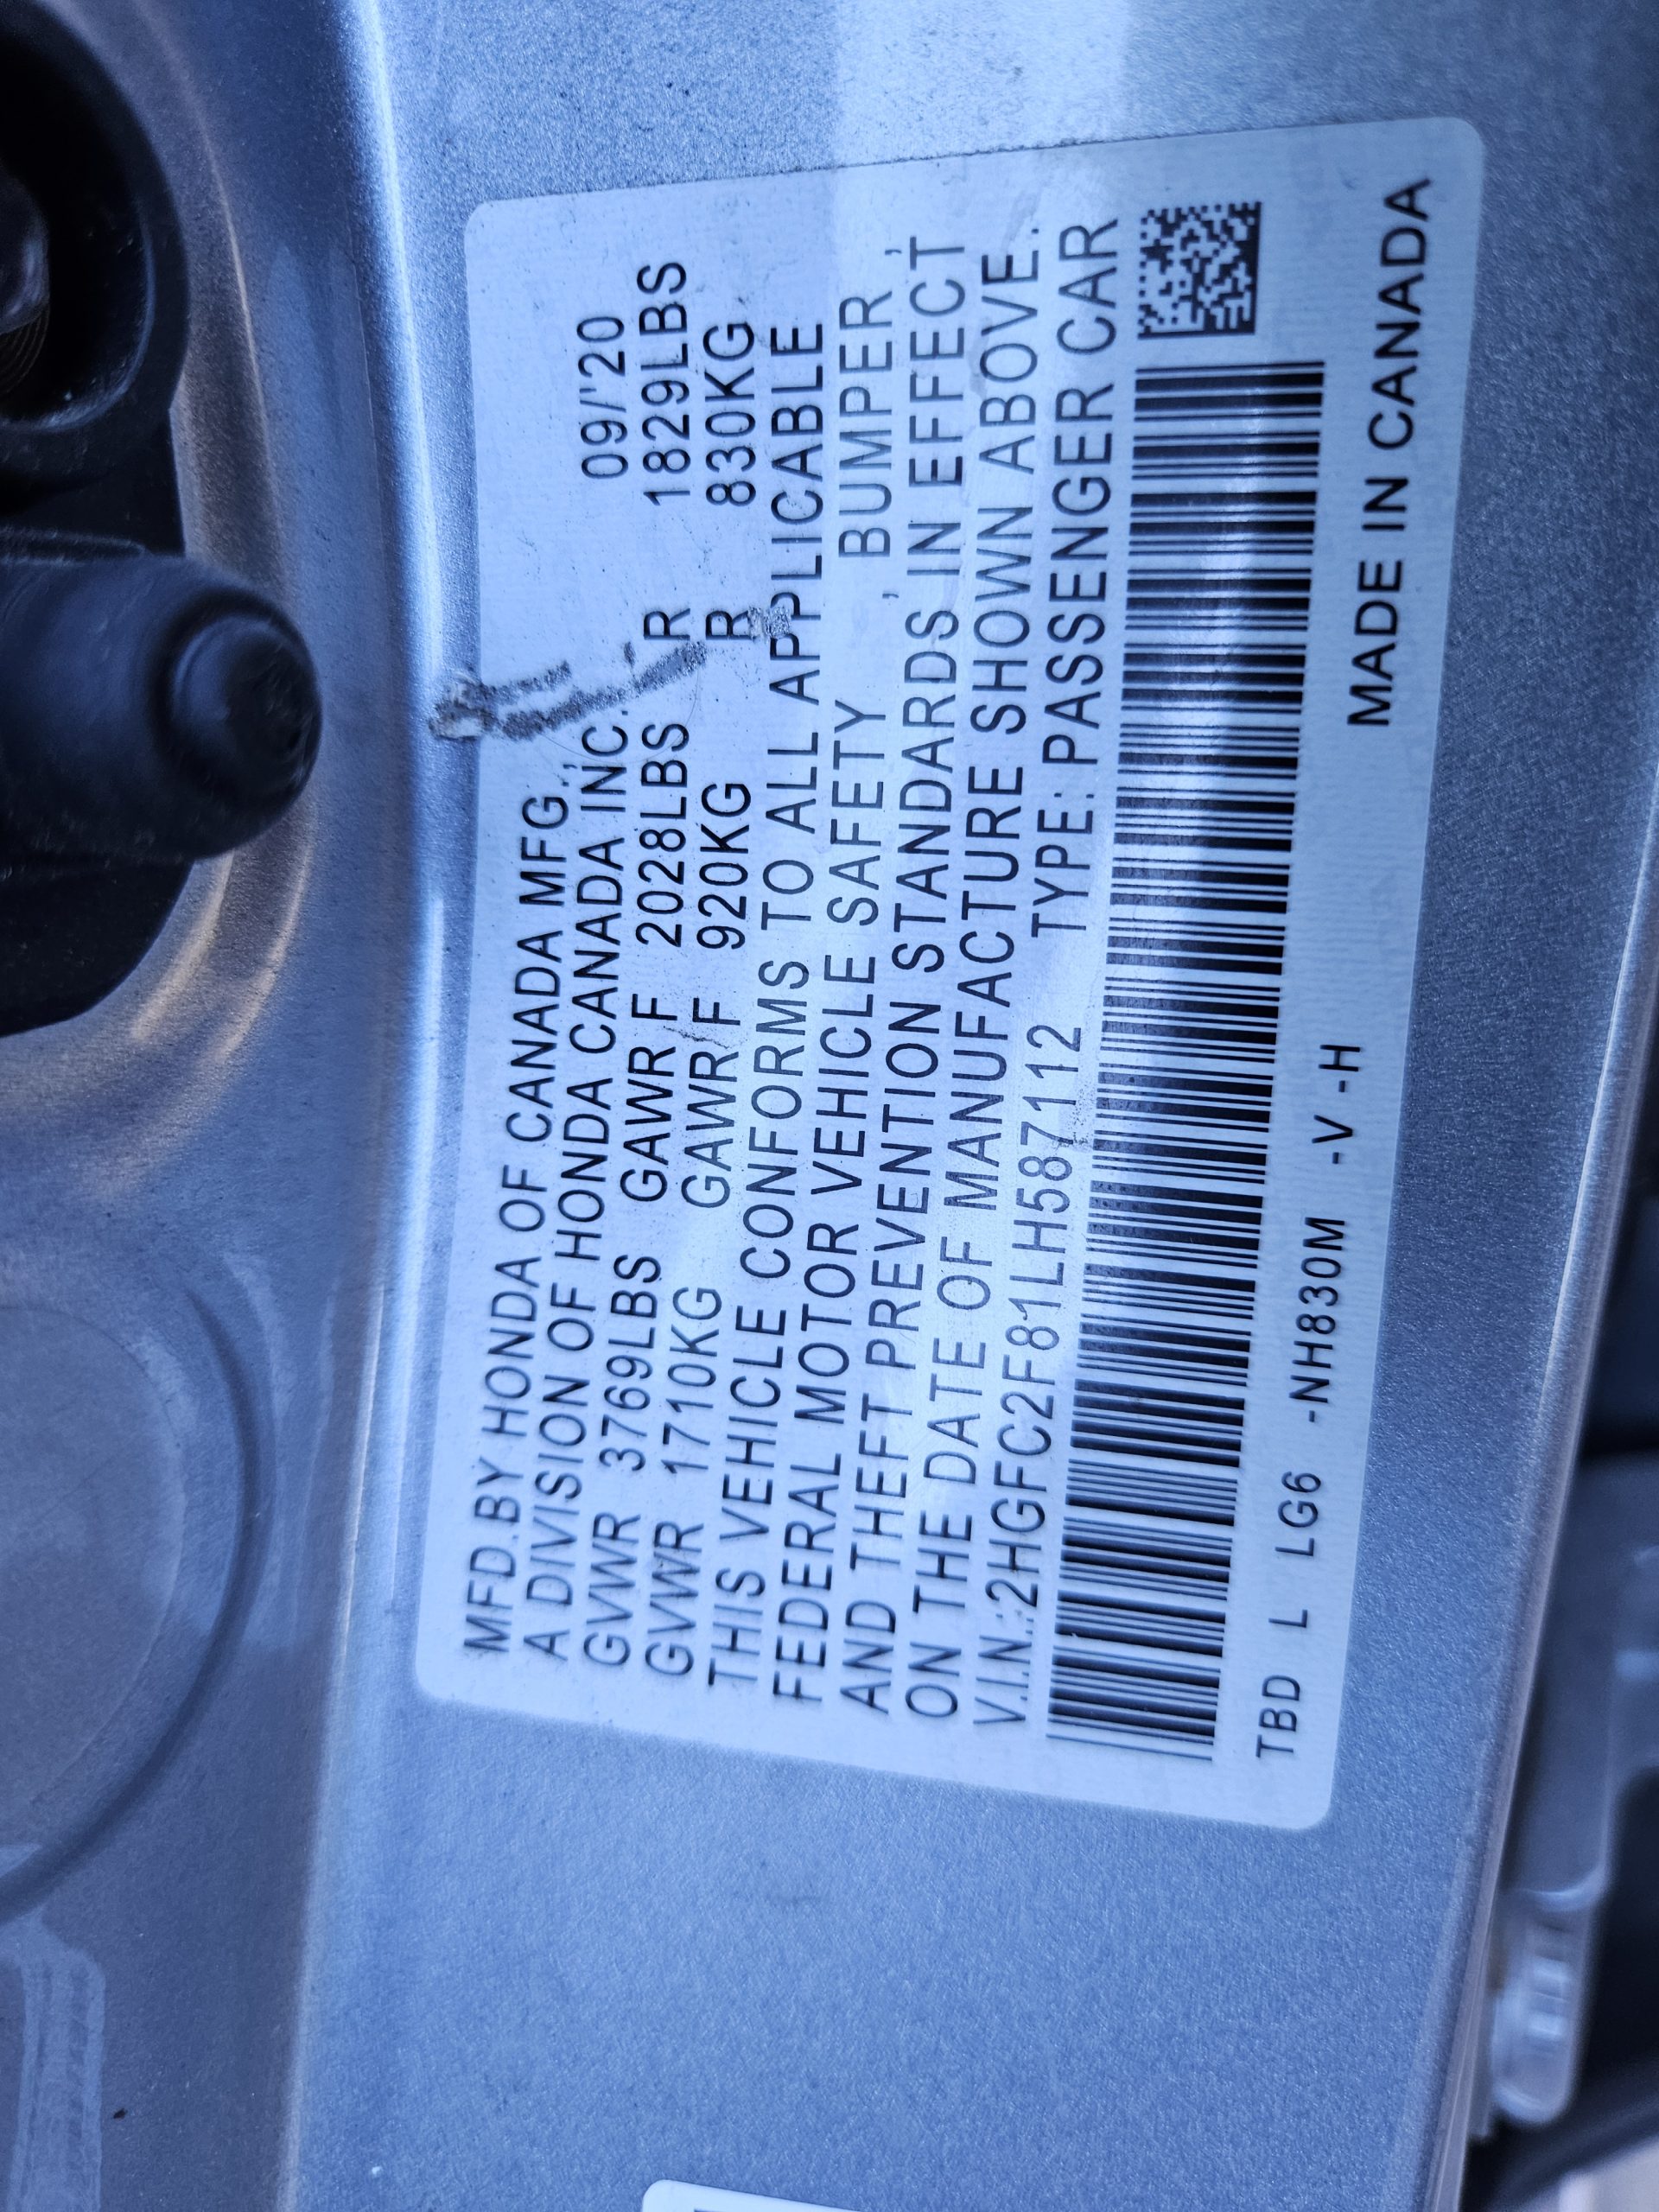 MFD.BY HONDA OF CANADA MFG.,
A DIVISION OF HONDA CANADA INC. 09/'20
GVWR 3769LBS GAWR F 2028LBS R 1829LBS
GVWR 1710KG GAWR F 920KG R 830KG
THIS VEHICLE CONFORMS TO ALL APPLICABLE
FEDERAL MOTOR VEHICLE SAFETY , BUMPER ,
AND THEFT PREVENTION STANDARDS IN EFFECT
ON THE DATE OF MANUFACTURE SHOWN ABOVE.
V.I.N.:2HGFC2F81LH587112 TYPE: PASSENGER CAR
TBD L LG6 -NH830M -V -H MADE IN CANADA